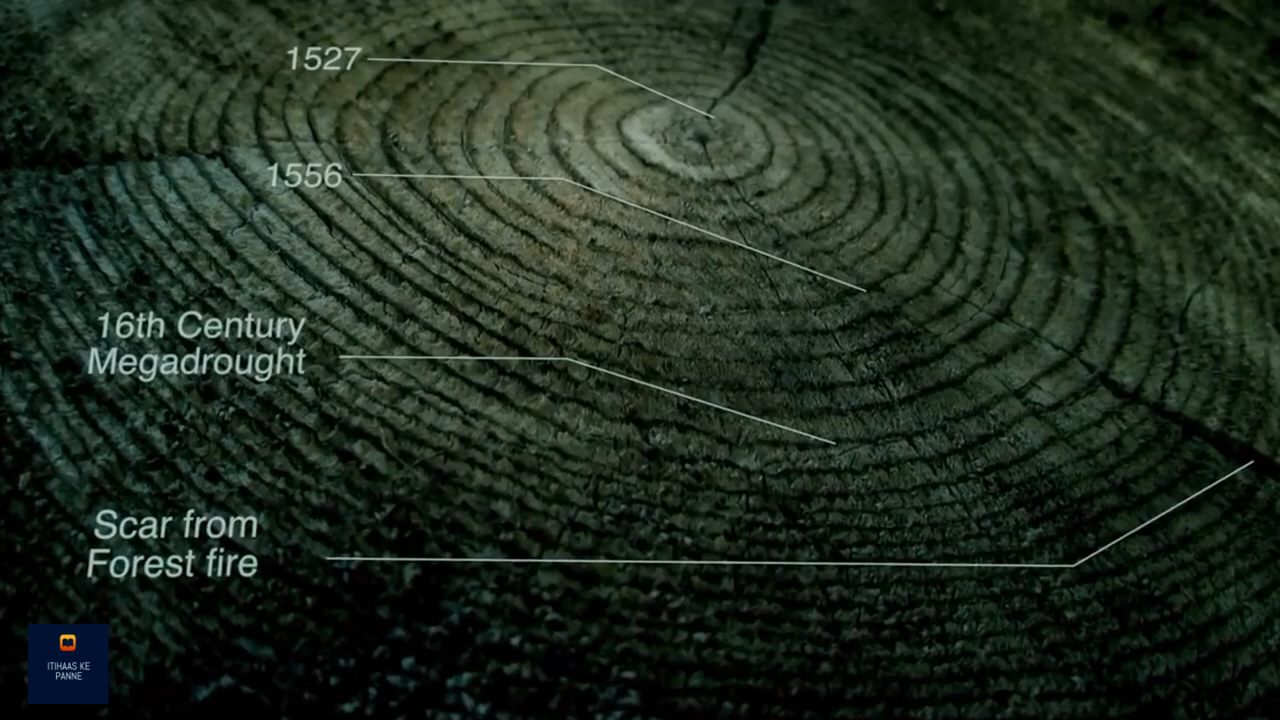 1527
1556
16th Century
Megadrought
Scar from
Forest fire
ITIHAAS KE
PANNE